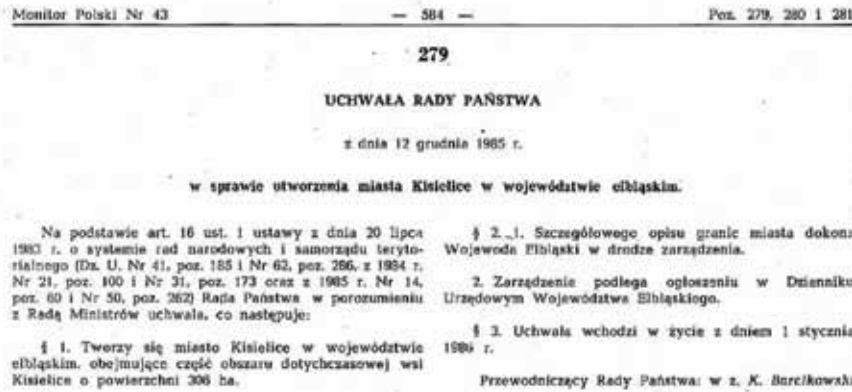 Monitor Polski Nr 43 — 584 — Poz. 279, 280 i 281
279
UCHWAŁA RADY PAŃSTWA
z dnia 12 grudnia 1985 r.
w sprawie utworzenia miasta Kisielice w województwie elbląskim.
Na podstawie art. 16 ust. 1 ustawy z dnia 20 lipca
1983 r. o systemie rad narodowych i samorządu teryto-
rialnego (Dz. U. Nr 41, poz. 185 i Nr 62, poz. 286, z 1984 r.
Nr 21, poz. 100 i Nr 31, poz. 173 oraz z 1985 r. Nr 14,
poz. 60 i Nr 50, poz. 262) Rada Państwa w porozumieniu
z Radą Ministrów uchwala, co następuje:
§ 1. Tworzy się miasto Kisielice w województwie
elbląskim, obejmujące część obszaru dotychczasowej wsi
Kisielice o powierzchni 306 ha.
§ 2. 1. Szczegółowego opisu granic miasta dokona
Wojewoda Elbląski w drodze zarządzenia.
2. Zarządzenie podlega ogłoszeniu w Dzienniku
Urzędowym Województwa Elbląskiego.
§ 3. Uchwała wchodzi w życie z dniem 1 stycznia
1986 r.
Przewodniczący Rady Państwa: w z. K. Barcikowski